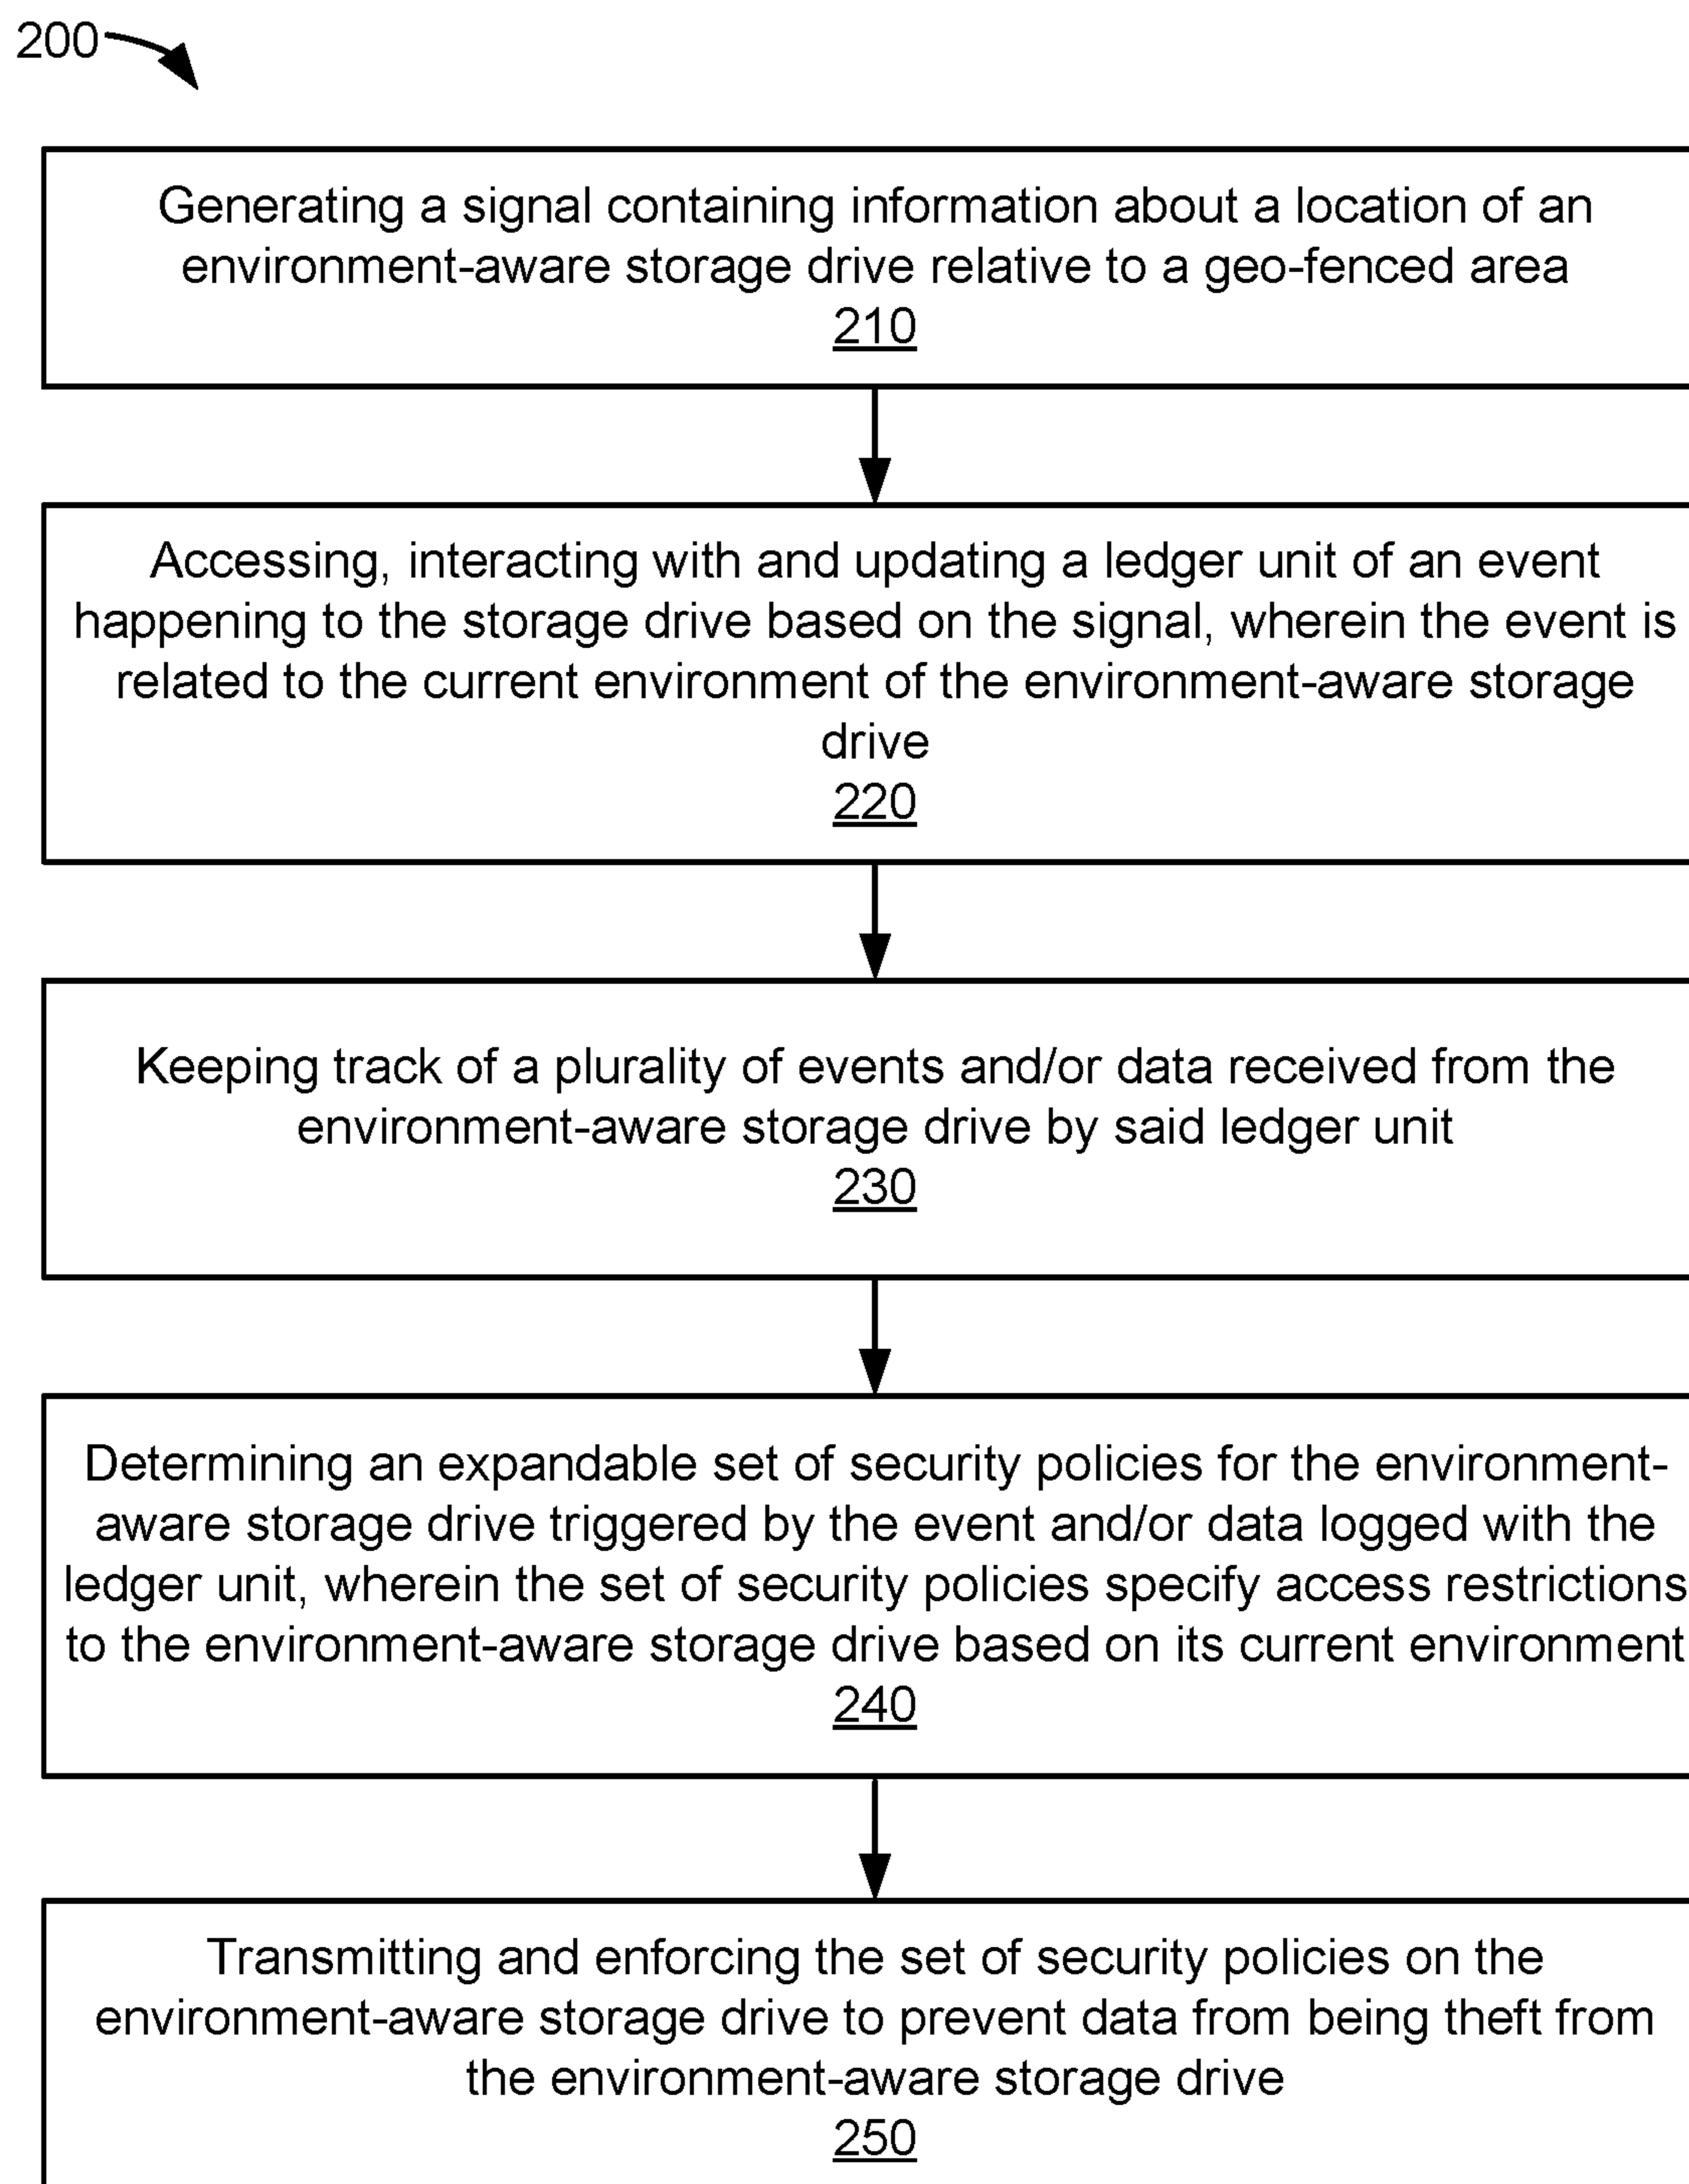 200
Generating a signal containing information about a location of an
environment-aware storage drive relative to a geo-fenced area
210
Accessing, interacting with and updating a ledger unit of an event
happening to the storage drive based on the signal, wherein the event is
related to the current environment of the environment-aware storage
drive
220
Keeping track of a plurality of events and/or data received from the
environment-aware storage drive by said ledger unit
230
Determining an expandable set of security policies for the environment-
aware storage drive triggered by the event and/or data logged with the
ledger unit, wherein the set of security policies specify access restrictions
to the environment-aware storage drive based on its current environment
240
Transmitting and enforcing the set of security policies on the
environment-aware storage drive to prevent data from being theft from
the environment-aware storage drive
250